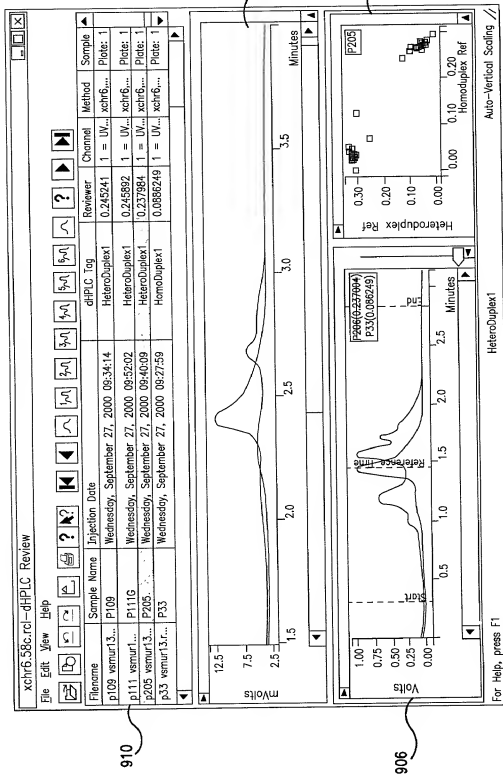 xchr6.58c.rcl-dHPLC Review
File Edit View Help
Filename Sample Name Injection Date dHPLC Tag Reviewer Channel Method Sample
p109 vsmur13... P109 Wednesday, September 27, 2000 09:34:14 HeteroDuplex1 0.245241 1 = UV... xchr6,... Plate: 1
p111 vsmur1... P111G Wednesday, September 27, 2000 09:52:02 HeteroDuplex1 0.245892 1 = UV... xchr6,... Plate: 1
p205 vsmur13... P205 Wednesday, September 27, 2000 09:40:09 HeteroDuplex1 0.237984 1 = UV... xchr6,... Plate: 1
p33 vsmur13.r... P33 Wednesday, September 27, 2000 09:27:59 HomoDuplex1 0.0886249 1 = UV... xchr6,... Plate: 1
910
12.5
7.5
2.5
mVolts
1.5 2.0 2.5 3.0 3.5 Minutes
P206(0.237004)
P33(0.086249)
1.00
0.75
0.50
0.25
0.00
Volts
Start
Reference Time
End
0.5 1.0 1.5 2.0 2.5 Minutes
906
P205
0.30
0.20
0.10
0.00
Heteroduplex Ref
0.00 0.10 0.20
Homoduplex Ref
For Help, press F1 HeteroDuplex1 Auto-Vertical Scaling